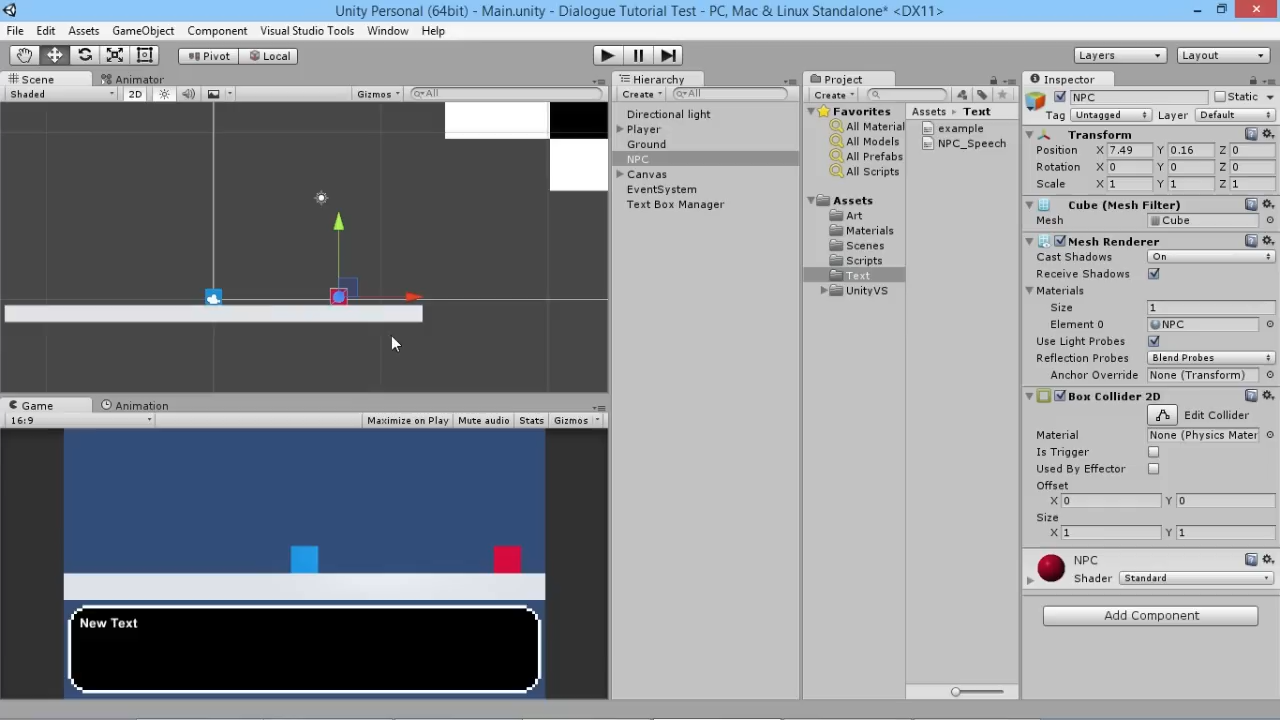 Unity Personal (64bit) - Main.unity - Dialogue Tutorial Test - PC, Mac & Linux Standalone* <DX11>
File Edit Assets GameObject Component Visual Studio Tools Window Help
Pivot Local Layers Layout
Scene Animator
Shaded 2D Gizmos All
Game Animation
16:9 Maximize on Play Mute audio Stats Gizmos
New Text
Hierarchy
Create All
Directional light
Player
Ground
NPC
Canvas
EventSystem
Text Box Manager
Project
Create
Favorites
All Material
All Models
All Prefabs
All Scripts
Assets
Art
Materials
Scenes
Scripts
Text
UnityVS
Assets Text
example
NPC_Speech
Inspector
NPC Static
Tag Untagged Layer Default
Transform
Position X 7.49 Y 0.16 Z 0
Rotation X 0 Y 0 Z 0
Scale X 1 Y 1 Z 1
Cube (Mesh Filter)
Mesh Cube
Mesh Renderer
Cast Shadows On
Receive Shadows
Materials
Size 1
Element 0 NPC
Use Light Probes
Reflection Probes Blend Probes
Anchor Override None (Transform)
Box Collider 2D
Edit Collider
Material None (Physics Mater
Is Trigger
Used By Effector
Offset
X 0 Y 0
Size
X 1 Y 1
NPC
Shader Standard
Add Component